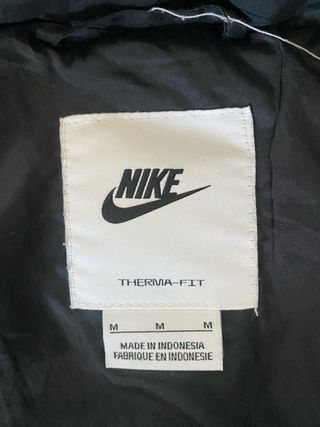 NIKE
THERMA-FIT
M M M
MADE IN INDONESIA
FABRIQUE EN INDONESIE